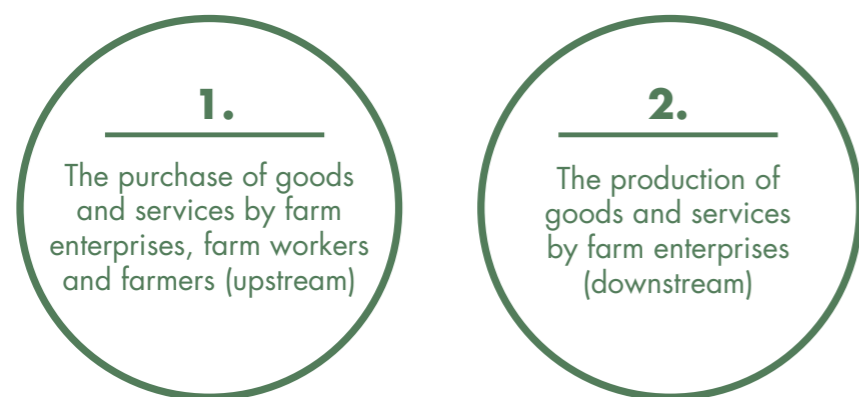 1.
The purchase of goods
and services by farm
enterprises, farm workers
and farmers (upstream)
2.
The production of
goods and services
by farm enterprises
(downstream)